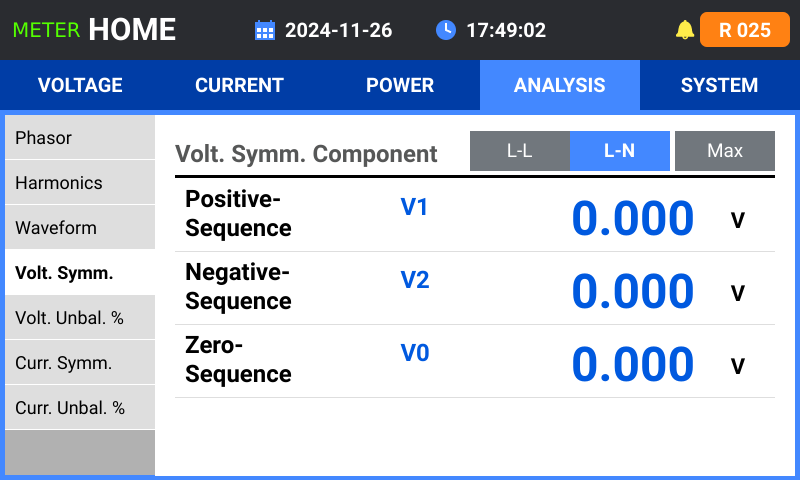 METER HOME 2024-11-26 17:49:02 R 025
VOLTAGE CURRENT POWER ANALYSIS SYSTEM
Phasor
Harmonics
Waveform
Volt. Symm.
Volt. Unbal. %
Curr. Symm.
Curr. Unbal. %
Volt. Symm. Component L-L L-N Max
Positive-
Sequence V1 0.000 V
Negative-
Sequence V2 0.000 V
Zero-
Sequence V0 0.000 V